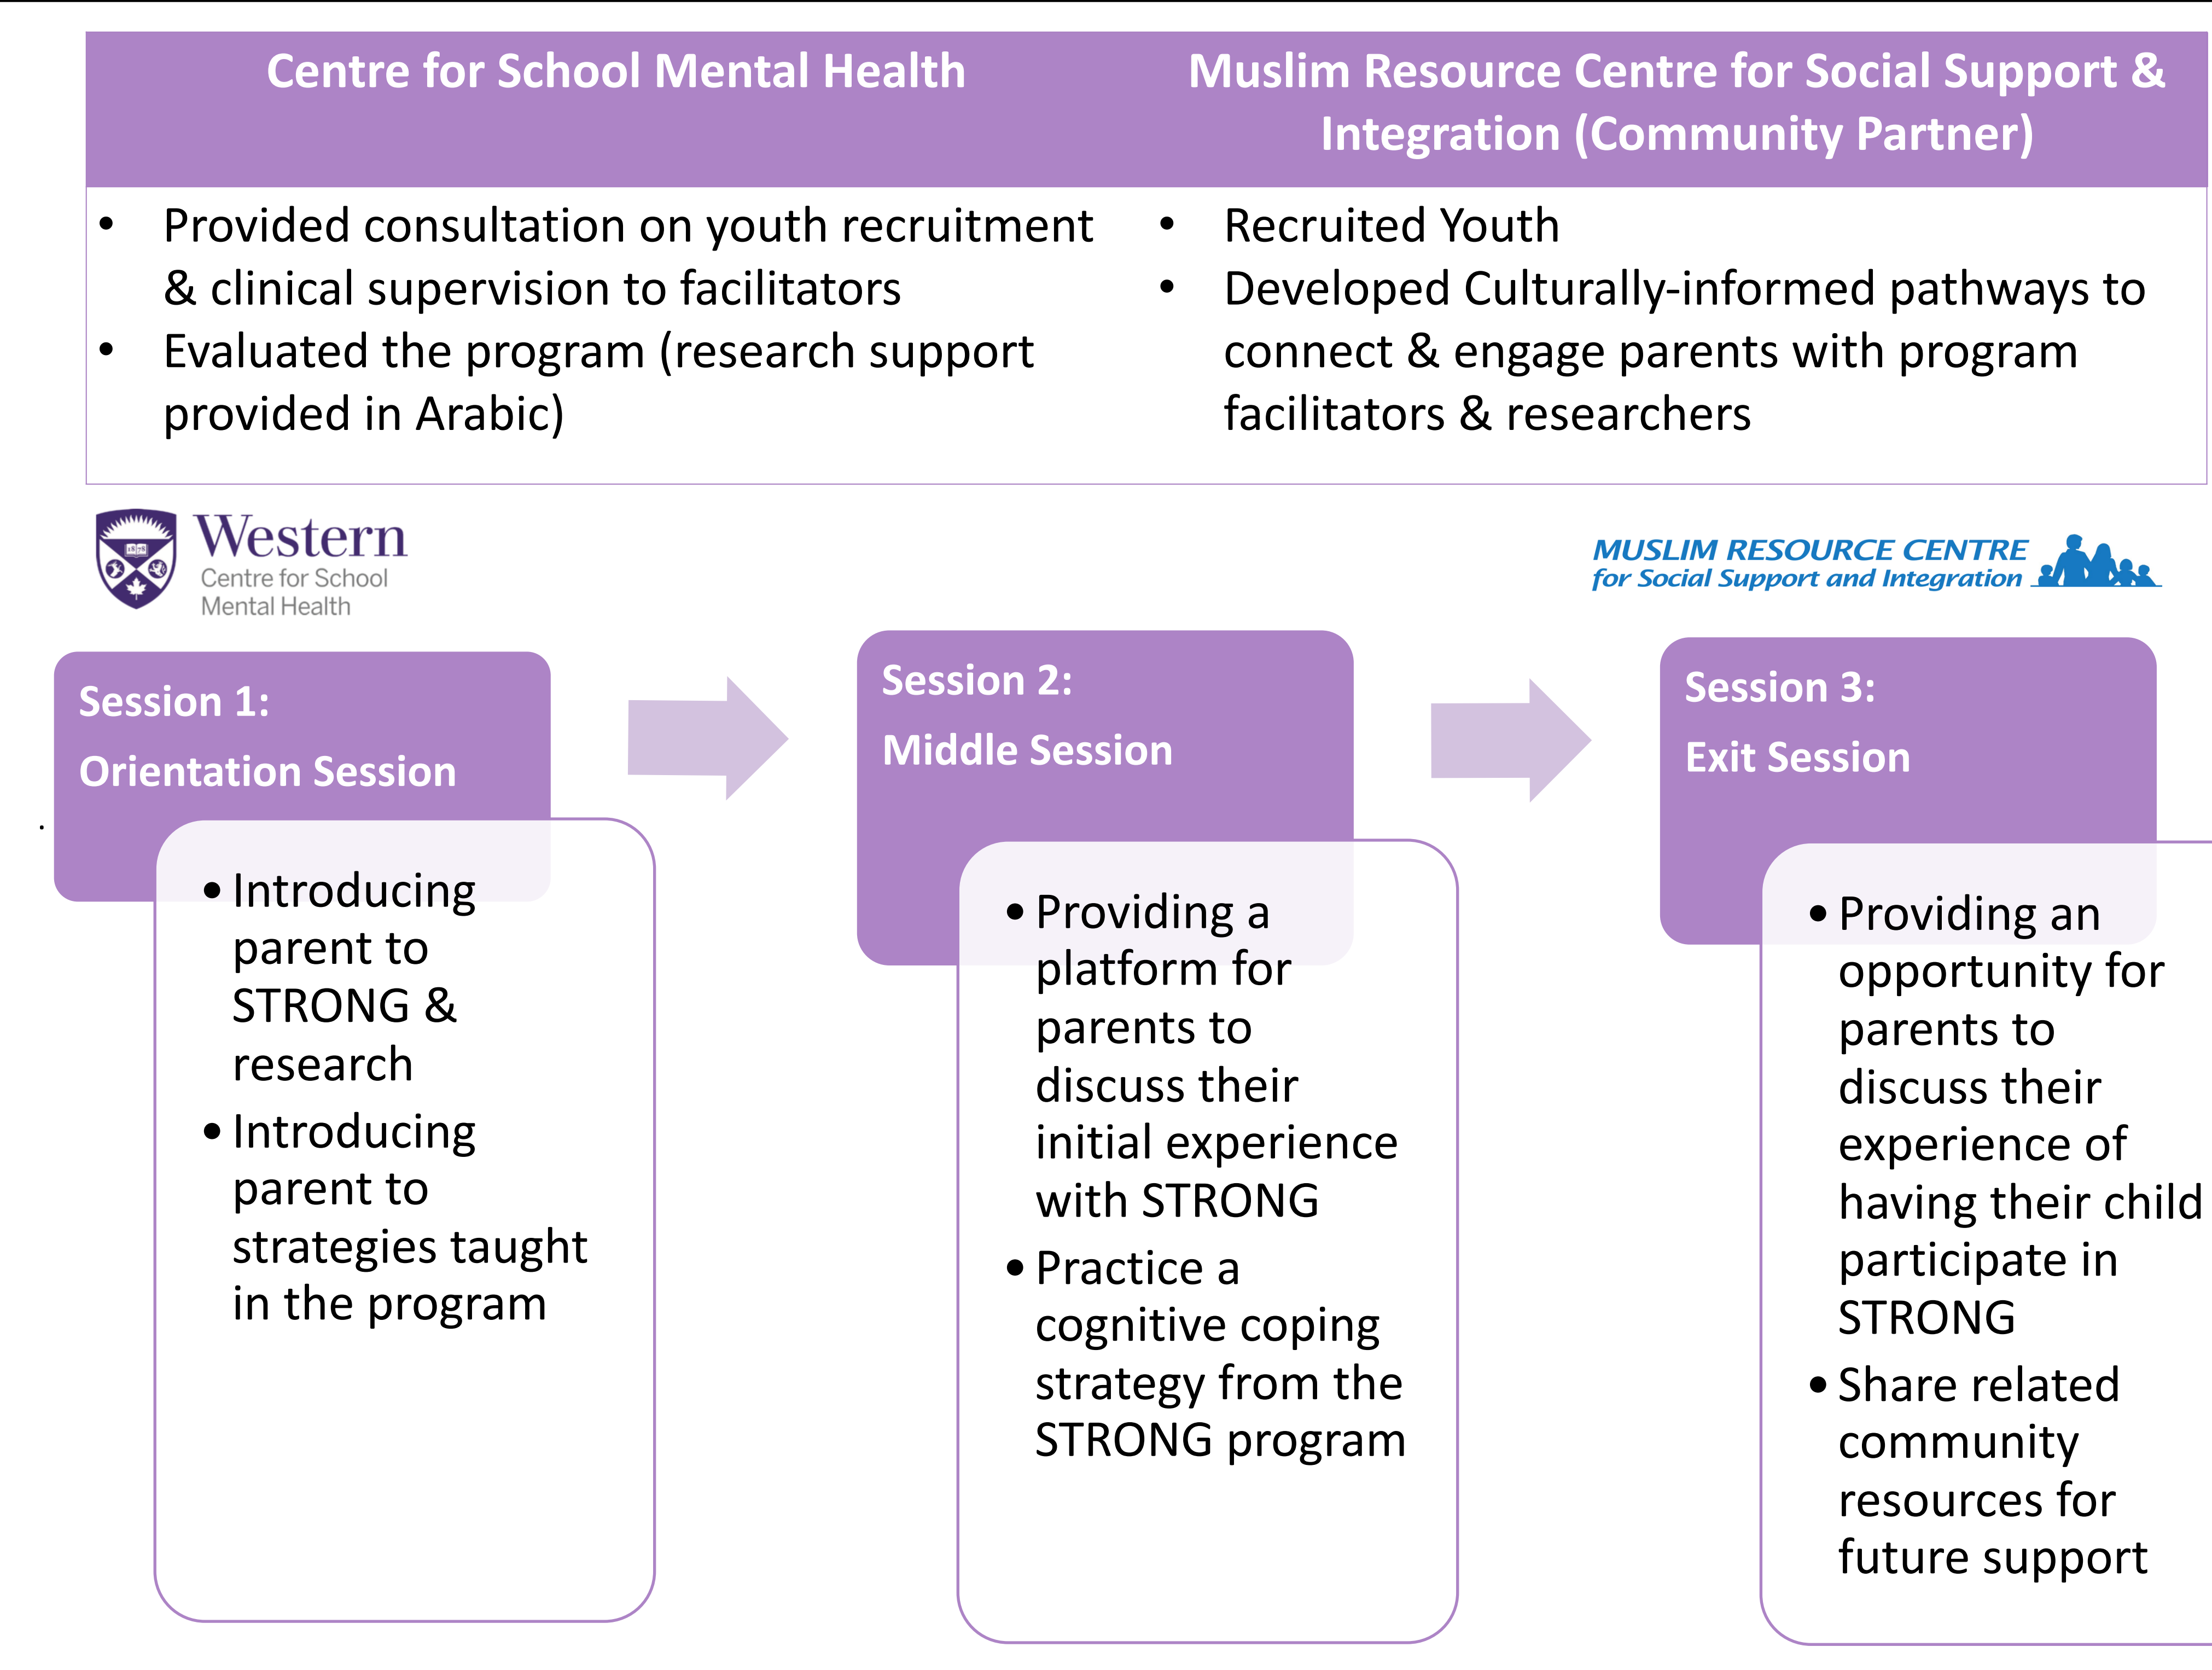 Centre for School Mental Health
Muslim Resource Centre for Social Support &
Integration (Community Partner)
• Provided consultation on youth recruitment
& clinical supervision to facilitators
• Evaluated the program (research support
provided in Arabic)
• Recruited Youth
• Developed Culturally-informed pathways to
connect & engage parents with program
facilitators & researchers
Western
Centre for School
Mental Health
MUSLIM RESOURCE CENTRE
for Social Support and Integration
Session 1:
Orientation Session
• Introducing
parent to
STRONG &
research
• Introducing
parent to
strategies taught
in the program
Session 2:
Middle Session
• Providing a
platform for
parents to
discuss their
initial experience
with STRONG
• Practice a
cognitive coping
strategy from the
STRONG program
Session 3:
Exit Session
• Providing an
opportunity for
parents to
discuss their
experience of
having their child
participate in
STRONG
• Share related
community
resources for
future support